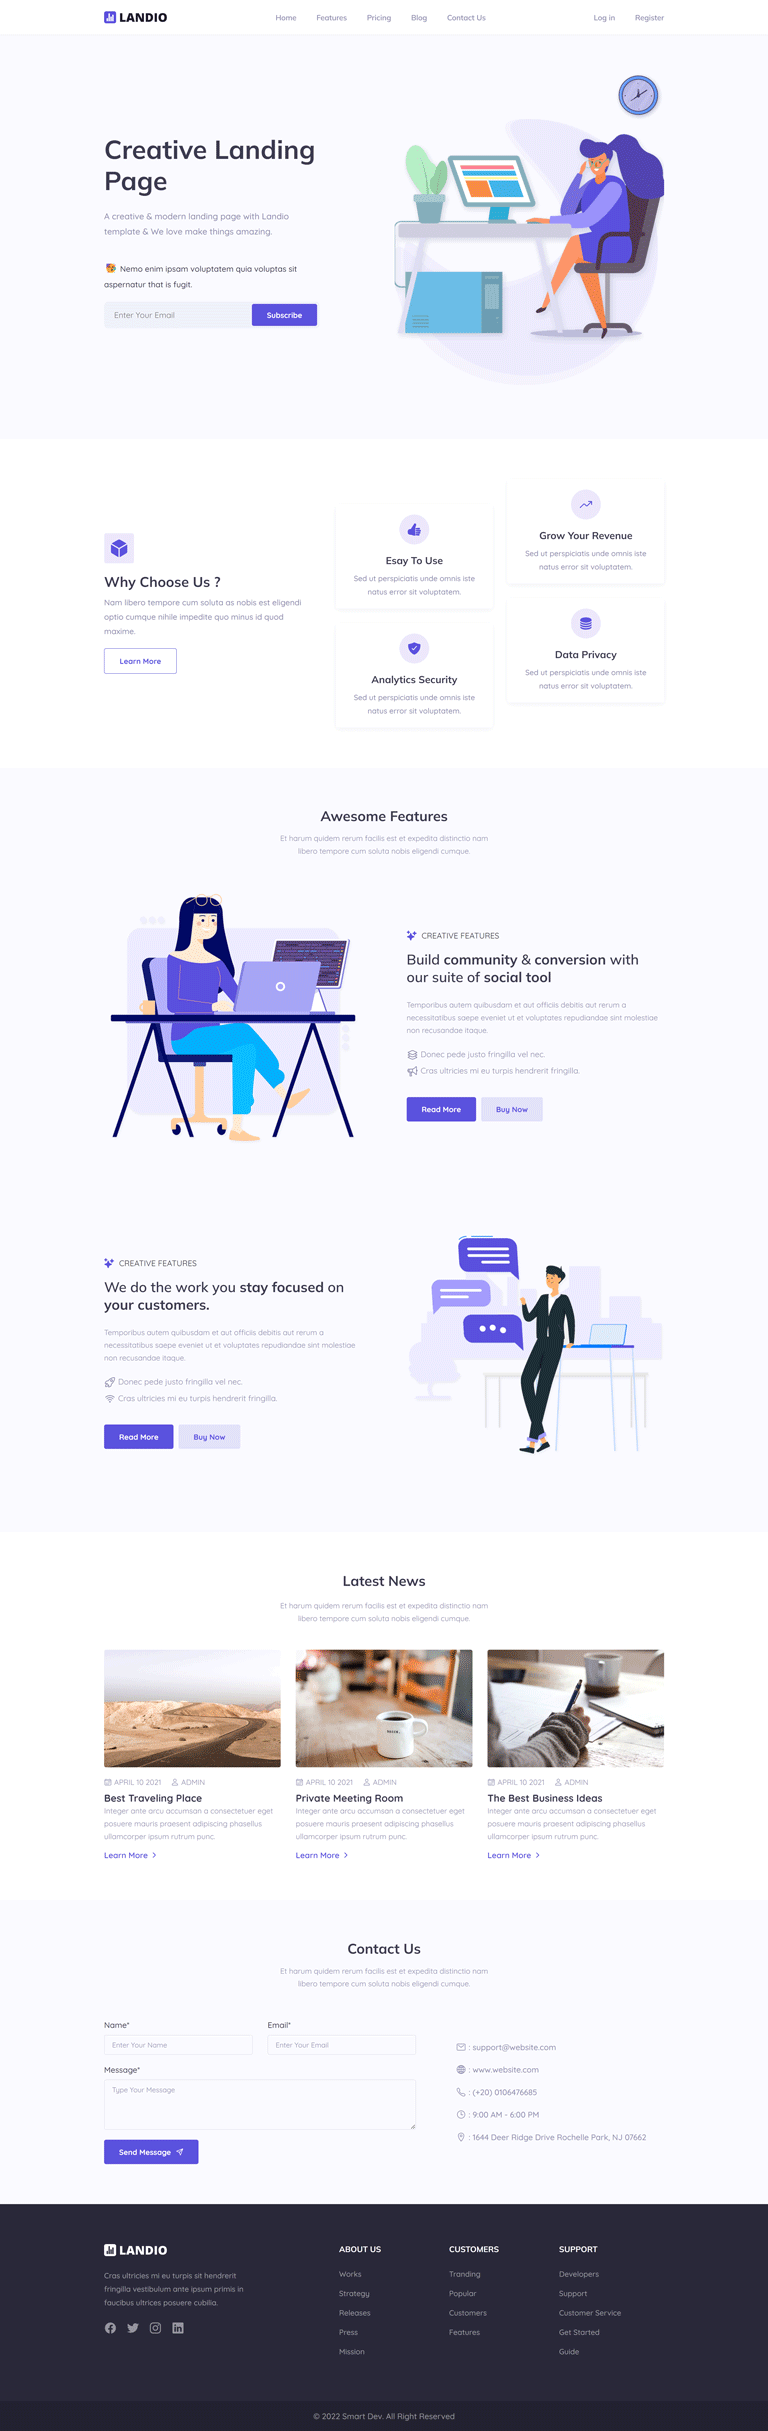 LANDIO
Home Features Pricing Blog Contact Us Log in Register
Creative Landing
Page
A creative & modern landing page with Landio
template & We love make things amazing.
Nemo enim ipsam voluptatem quia voluptas sit
aspernatur that is fugit.
Enter Your Email Subscribe
Why Choose Us ?
Nam libero tempore cum soluta as nobis est eligendi
optio cumque nihile impedite quo minus id quod
maxime.
Learn More
Esay To Use
Sed ut perspiciatis unde omnis iste
natus error sit voluptatem.
Analytics Security
Sed ut perspiciatis unde omnis iste
natus error sit voluptatem.
Grow Your Revenue
Sed ut perspiciatis unde omnis iste
natus error sit voluptatem.
Data Privacy
Sed ut perspiciatis unde omnis iste
natus error sit voluptatem.
Awesome Features
Et harum quidem rerum facilis est et expedita distinctio nam
libero tempore cum soluta nobis eligendi cumque.
CREATIVE FEATURES
Build community & conversion with
our suite of social tool
Temporibus autem quibusdam et aut officiis debitis aut rerum a
necessitatibus saepe eveniet ut et voluptates repudiandae sint molestiae
non recusandae itaque.
Donec pede justo fringilla vel nec.
Cras ultricies mi eu turpis hendrerit fringilla.
Read More Buy Now
CREATIVE FEATURES
We do the work you stay focused on
your customers.
Temporibus autem quibusdam et aut officiis debitis aut rerum a
necessitatibus saepe eveniet ut et voluptates repudiandae sint molestiae
non recusandae itaque.
Donec pede justo fringilla vel nec.
Cras ultricies mi eu turpis hendrerit fringilla.
Read More Buy Now
Latest News
Et harum quidem rerum facilis est et expedita distinctio nam
libero tempore cum soluta nobis eligendi cumque.
APRIL 10 2021 ADMIN
Best Traveling Place
Integer ante arcu accumsan a consectetuer eget
posuere mauris praesent adipiscing phasellus
ullamcorper ipsum rutrum punc.
Learn More
APRIL 10 2021 ADMIN
Private Meeting Room
Integer ante arcu accumsan a consectetuer eget
posuere mauris praesent adipiscing phasellus
ullamcorper ipsum rutrum punc.
Learn More
APRIL 10 2021 ADMIN
The Best Business Ideas
Integer ante arcu accumsan a consectetuer eget
posuere mauris praesent adipiscing phasellus
ullamcorper ipsum rutrum punc.
Learn More
Contact Us
Et harum quidem rerum facilis est et expedita distinctio nam
libero tempore cum soluta nobis eligendi cumque.
Name* Email*
Enter Your Name Enter Your Email
Message*
Type Your Message
Send Message
: support@website.com
: www.website.com
: (+20) 0106476685
: 9:00 AM - 6:00 PM
: 1644 Deer Ridge Drive Rochelle Park, NJ 07662
LANDIO
Cras ultricies mi eu turpis sit hendrerit
fringilla vestibulum ante ipsum primis in
faucibus ultrices posuere cubilia.
ABOUT US
Works
Strategy
Releases
Press
Mission
CUSTOMERS
Tranding
Popular
Customers
Features
SUPPORT
Developers
Support
Customer Service
Get Started
Guide
© 2022 Smart Dev. All Right Reserved